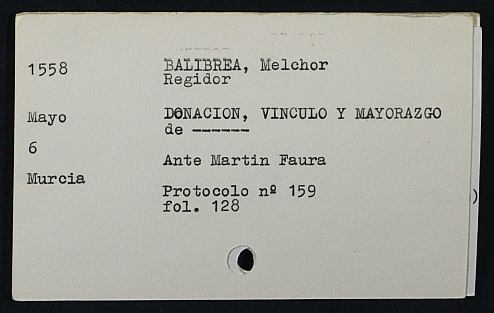 1558
BALIBREA, Melchor
Regidor
Mayo
DONACION, VINCULO Y MAYORAZGO
de ------
6
Ante Martin Faura
Murcia
Protocolo nº 159
fol. 128
)